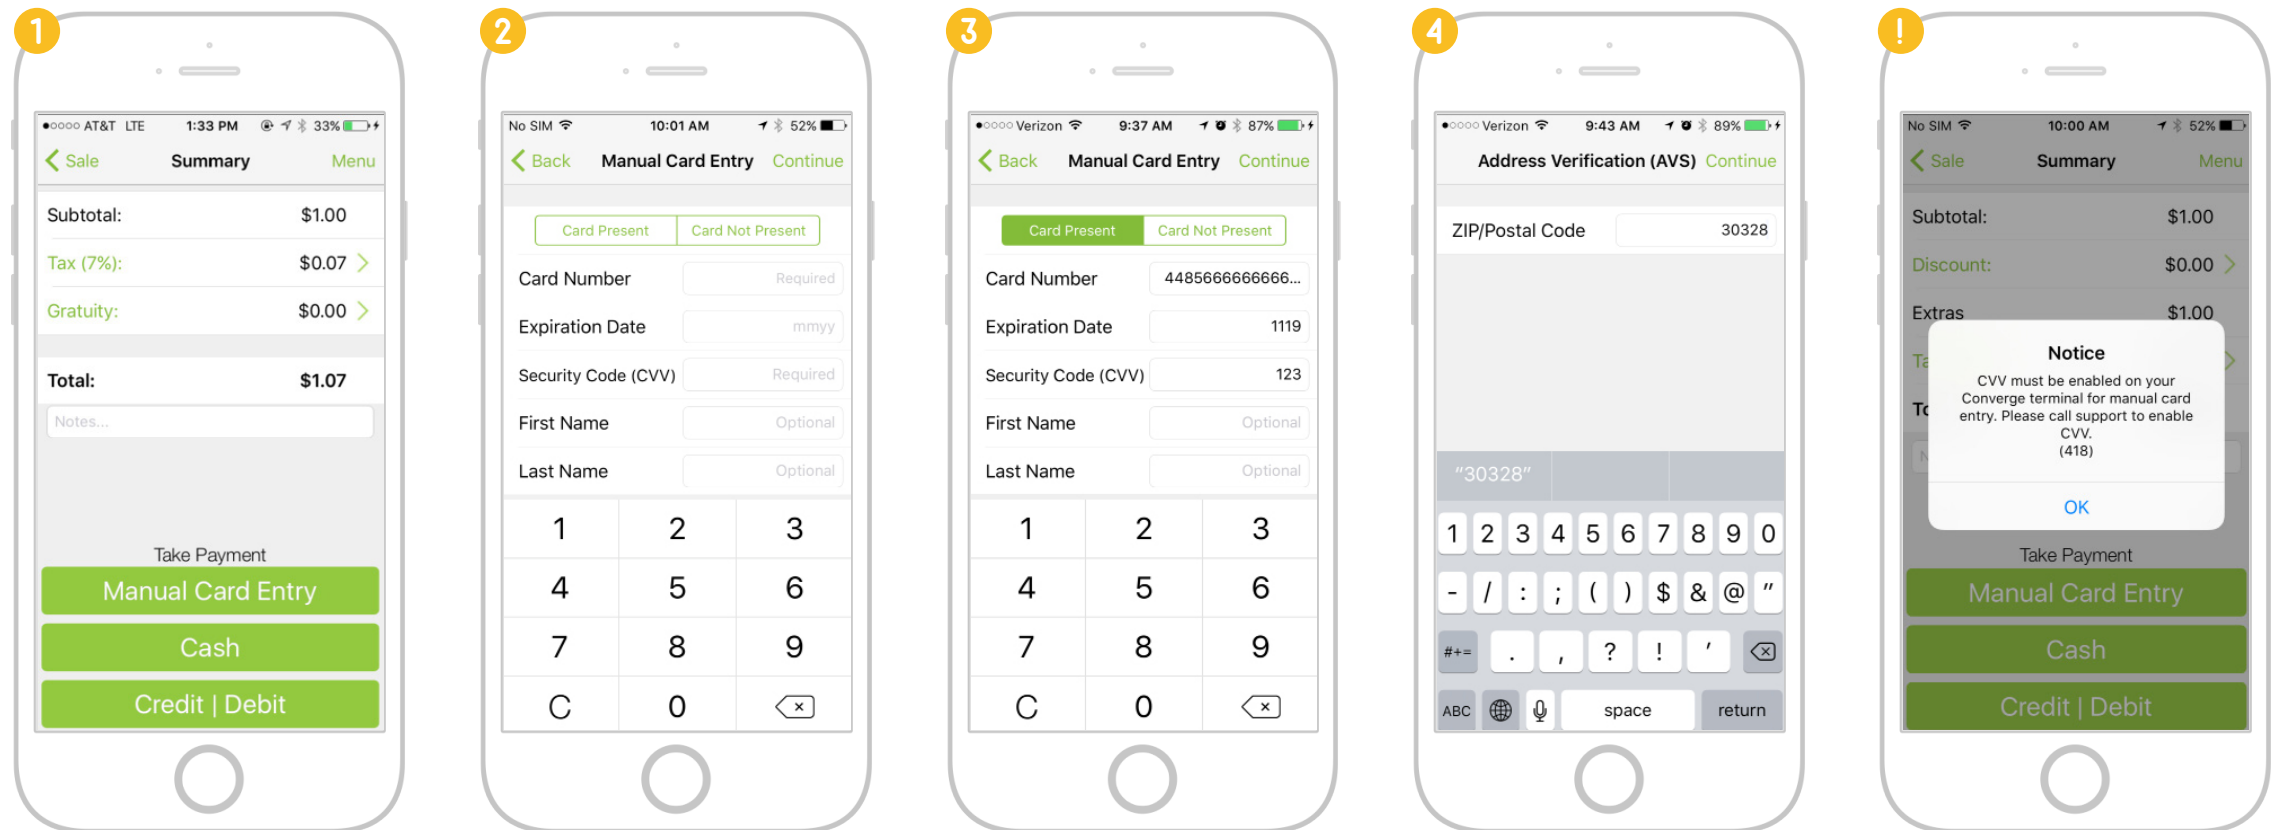 1
AT&T LTE 1:33 PM 33%
Sale Summary Menu
Subtotal: $1.00
Tax (7%): $0.07
Gratuity: $0.00
Total: $1.07
Notes...
Take Payment
Manual Card Entry
Cash
Credit | Debit
2
No SIM 10:01 AM 52%
Back Manual Card Entry Continue
Card Present Card Not Present
Card Number Required
Expiration Date mmyy
Security Code (CVV) Required
First Name Optional
Last Name Optional
1 2 3
4 5 6
7 8 9
C 0
3
Verizon 9:37 AM 87%
Back Manual Card Entry Continue
Card Present Card Not Present
Card Number 4485666666666...
Expiration Date 1119
Security Code (CVV) 123
First Name Optional
Last Name Optional
1 2 3
4 5 6
7 8 9
C 0
4
Verizon 9:43 AM 89%
Address Verification (AVS) Continue
ZIP/Postal Code 30328
"30328"
1 2 3 4 5 6 7 8 9 0
- / : ; ( ) $ & @ "
#+= . , ? ! '
ABC space return
!
No SIM 10:00 AM 52%
Sale Summary Menu
Subtotal: $1.00
Discount: $0.00
Extras $1.00
Notice
CVV must be enabled on your
Converge terminal for manual card
entry. Please call support to enable
CVV.
(418)
OK
Take Payment
Manual Card Entry
Cash
Credit | Debit